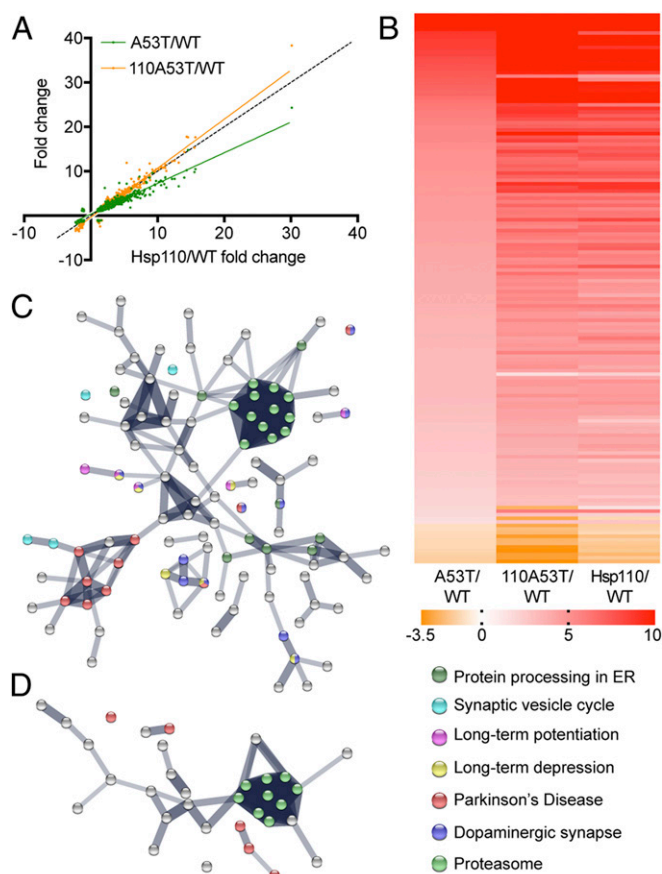 A
A53T/WT
110A53T/WT
Fold change
40
30
20
10
-10
-10
10
20
30
40
Hsp110/WT fold change
B
A53T/
WT
110A53T/
WT
Hsp110/
WT
-3.5
0
5
10
C
D
Protein processing in ER
Synaptic vesicle cycle
Long-term potentiation
Long-term depression
Parkinson's Disease
Dopaminergic synapse
Proteasome